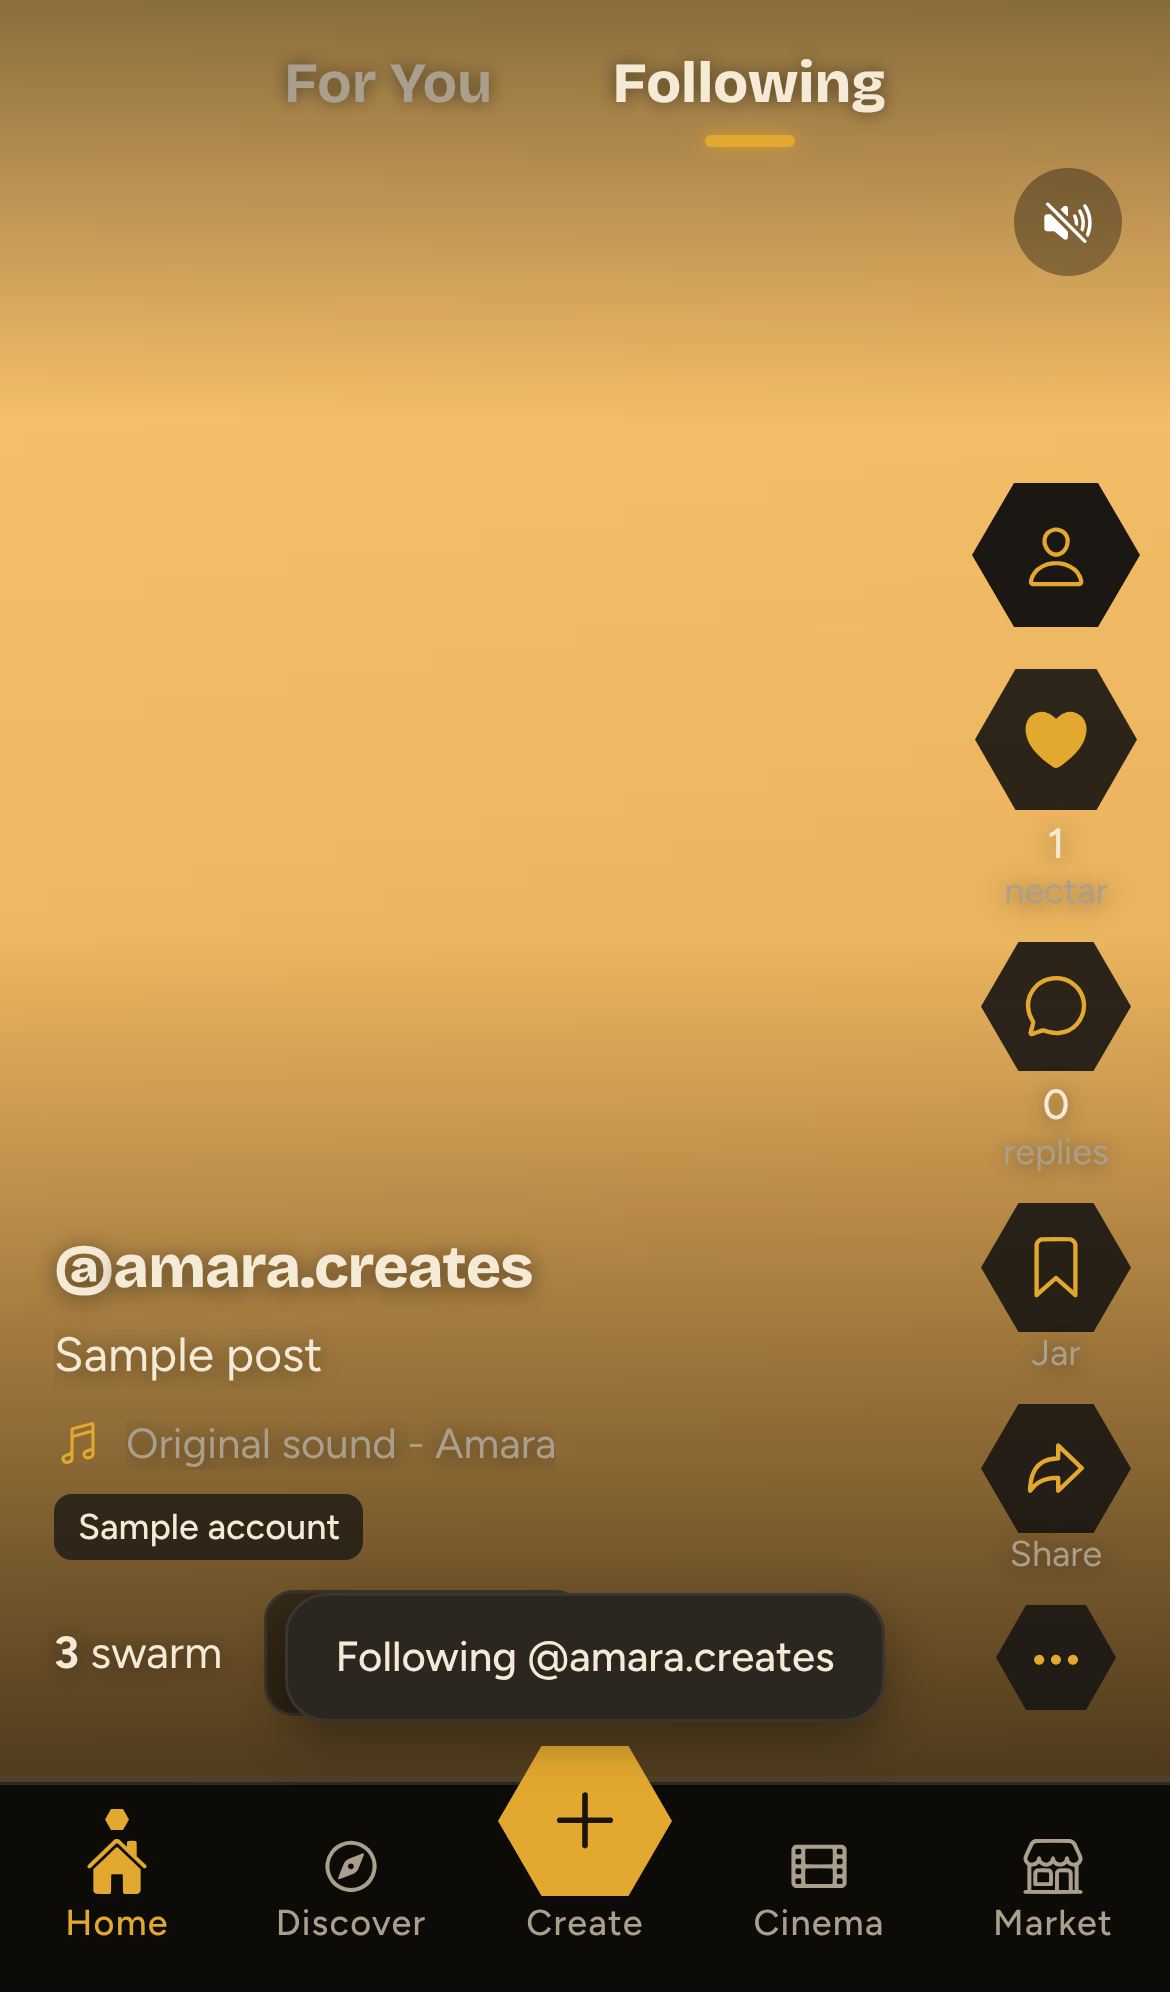 For You Following
1
nectar
0
replies
@amara.creates
Sample post
Jar
Original sound - Amara
Sample account
Share
3 swarm
Following @amara.creates
Home Discover Create Cinema Market